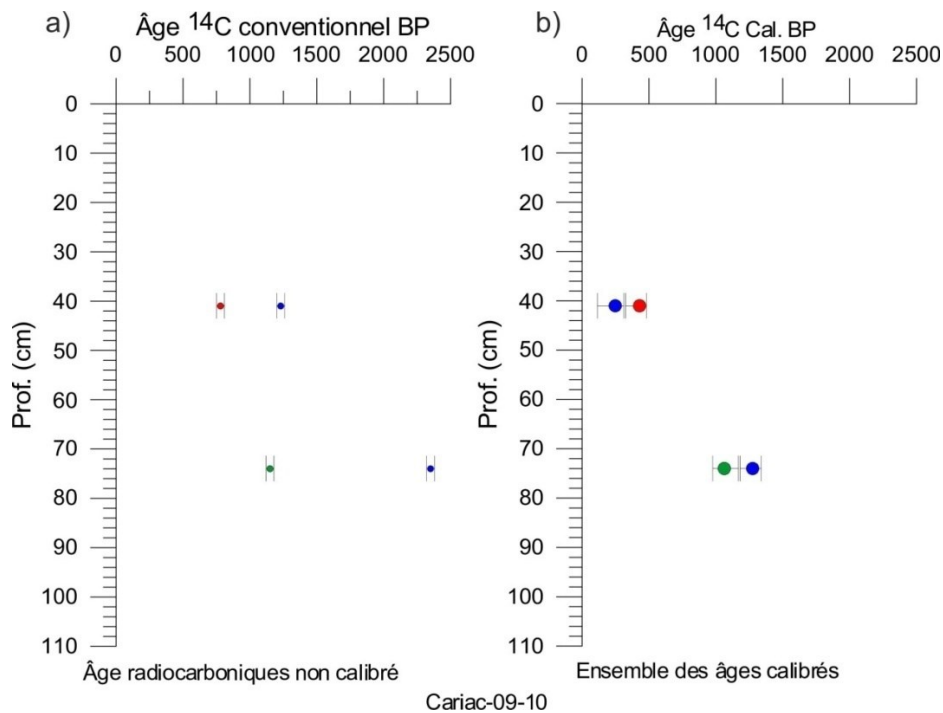 a) Âge 14C conventionnel BP
0 500 1000 1500 2000 2500
0
10
20
30
40
50
60
70
80
90
100
110
Prof. (cm)
Âge radiocarboniques non calibré
b) Âge 14C Cal. BP
0 500 1000 1500 2000 2500
0
10
20
30
40
50
60
70
80
90
100
110
Prof. (cm)
Ensemble des âges calibrés
Cariac-09-10